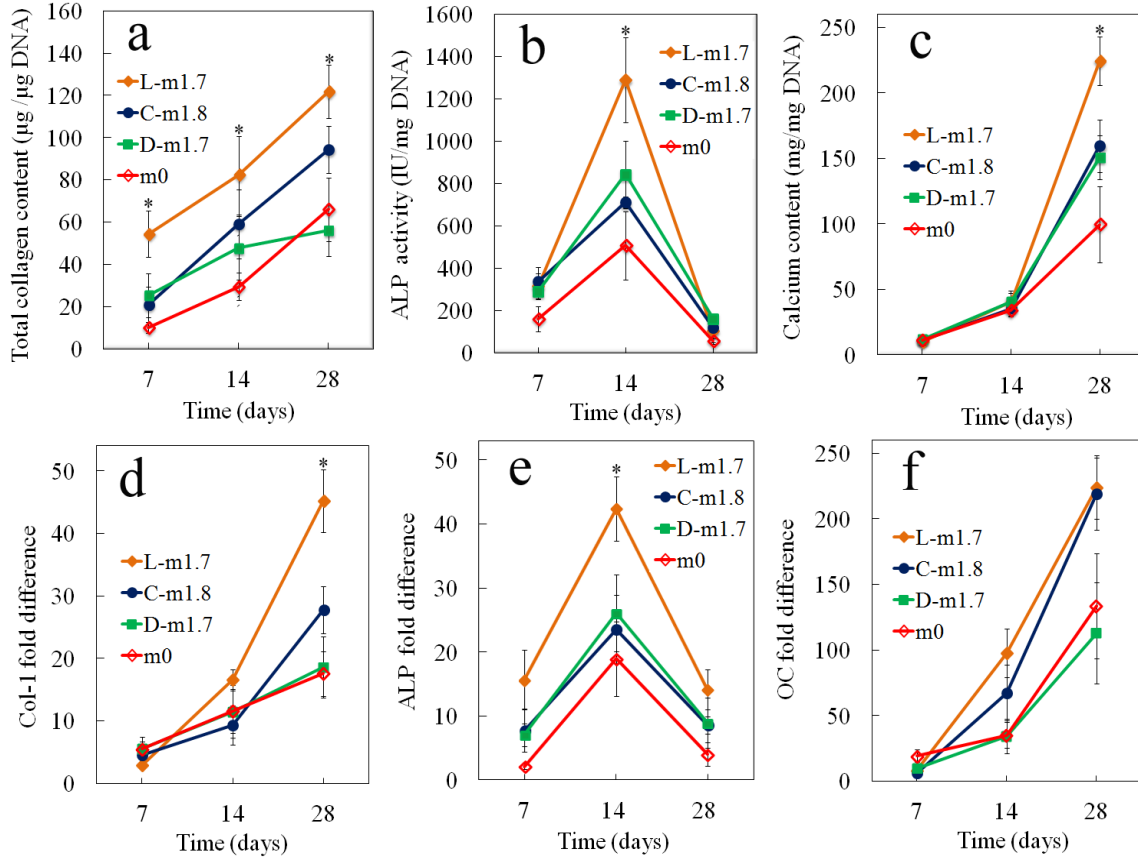 a
Total collagen content (μg /μg DNA)
160
140
120
100
80
60
40
20
0
L-m1.7
C-m1.8
D-m1.7
m0
*
*
*
7 14 28
Time (days)
b
ALP activity (IU/mg DNA)
1600
1400
1200
1000
800
600
400
200
0
L-m1.7
C-m1.8
D-m1.7
m0
*
7 14 28
Time (days)
c
Calcium content (mg/mg DNA)
250
200
150
100
50
0
L-m1.7
C-m1.8
D-m1.7
m0
*
7 14 28
Time (days)
d
Col-1 fold difference
50
40
30
20
10
0
L-m1.7
C-m1.8
D-m1.7
m0
*
7 14 28
Time (days)
e
ALP fold difference
50
40
30
20
10
0
L-m1.7
C-m1.8
D-m1.7
m0
*
7 14 28
Time (days)
f
OC fold difference
250
200
150
100
50
0
L-m1.7
C-m1.8
D-m1.7
m0
7 14 28
Time (days)